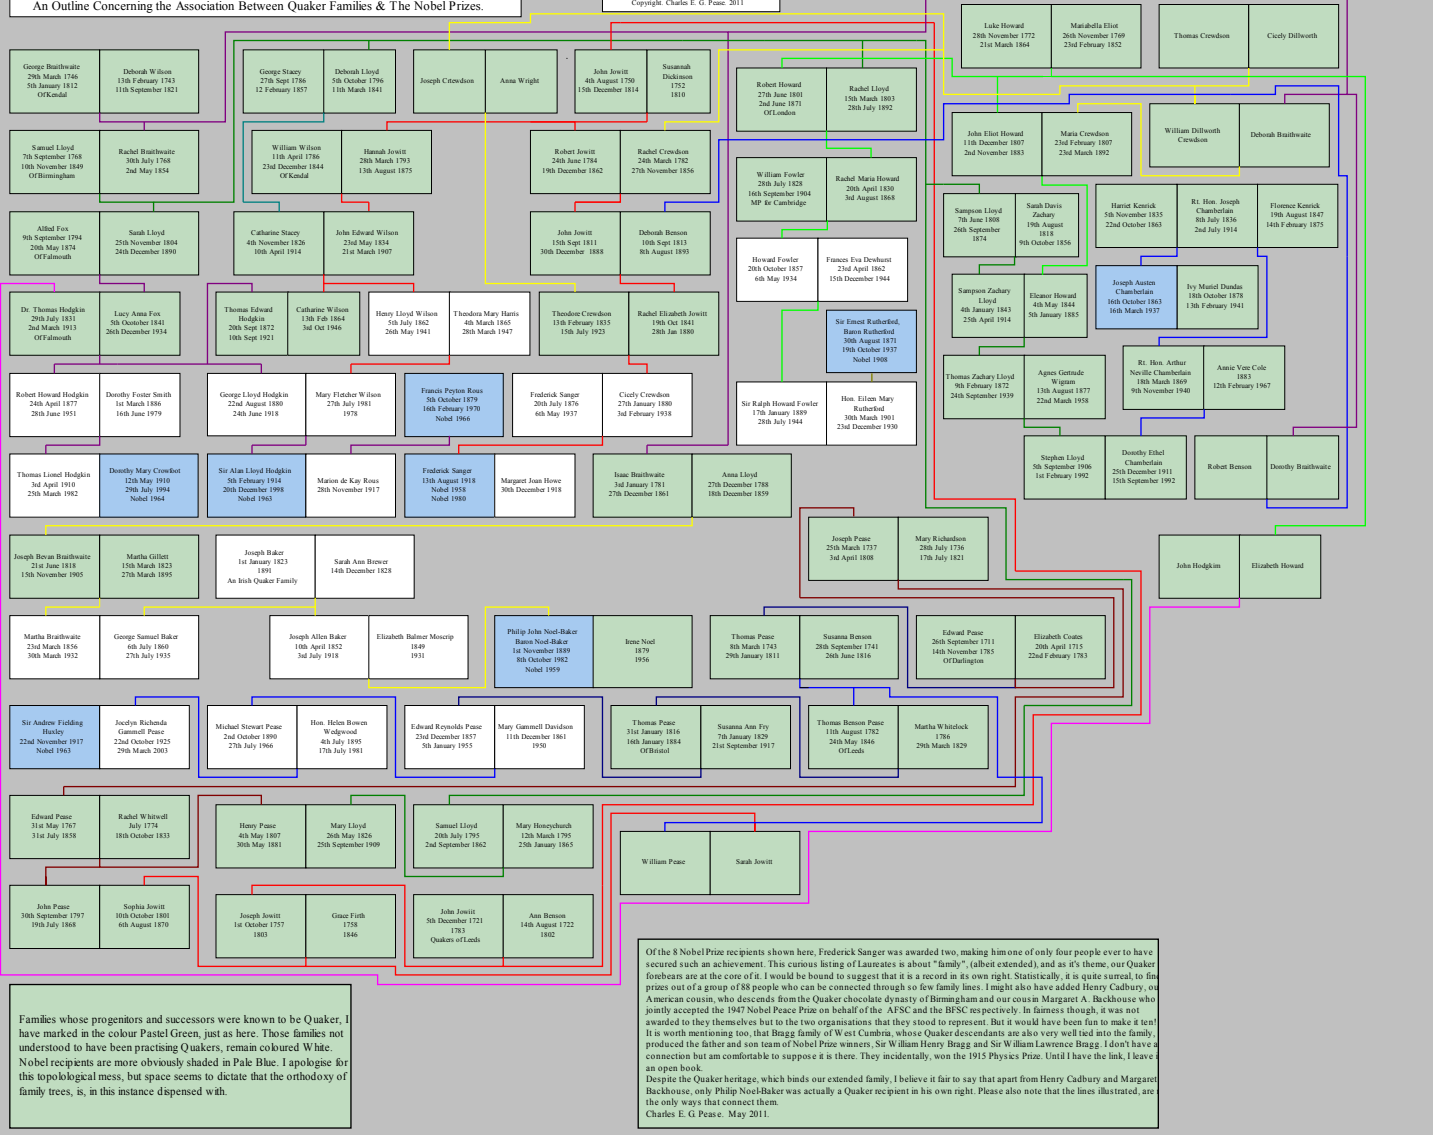 An Outline Concerning the Association Between Quaker Families & The Nobel Prizes.
Copyright. Charles E. G. Pease. 2011
Luke Howard
28th November 1772
21st March 1864
Mariabella Eliot
26th November 1769
23rd February 1852
Thomas Crewdson
Cicely Dillworth
George Braithwaite
29th March 1746
5th January 1812
Of Kendal
Deborah Wilson
13th February 1743
11th September 1821
George Stacey
27th Sept 1786
12 February 1857
Deborah Lloyd
5th October 1796
11th March 1841
Joseph Crtewdson
Anna Wright
John Jowitt
4th August 1750
15th December 1814
Susannah
Dickinson
1752
1810
Robert Howard
27th June 1801
2nd June 1871
Of London
Rachel Lloyd
15th March 1803
28th July 1892
John Eliot Howard
11th December 1807
2nd November 1883
Maria Crewdson
23rd February 1807
23rd March 1892
William Dillworth
Crewdson
Deborah Braithwaite
Samuel Lloyd
7th September 1768
10th November 1849
Of Birmingham
Rachel Braithwaite
30th July 1768
2nd May 1854
William Wilson
11th April 1786
23rd December 1844
Of Kendal
Hannah Jowitt
28th March 1793
13th August 1875
Robert Jowitt
24th June 1784
19th December 1862
Rachel Crewdson
24th March 1782
27th November 1856
William Fowler
28th July 1828
16th September 1904
MP for Cambridge
Rachel Maria Howard
20th April 1830
3rd August 1868
Sampson Lloyd
7th June 1808
26th September
1874
Sarah Davis
Zachary
19th August
1818
9th October 1856
Harriet Kenrick
5th November 1835
22nd October 1863
Rt. Hon. Joseph
Chamberlain
8th July 1836
2nd July 1914
Florence Kenrick
19th August 1847
14th February 1875
Alfred Fox
9th September 1794
20th May 1874
Of Falmouth
Sarah Lloyd
25th November 1804
24th December 1890
Catharine Stacey
4th November 1826
10th April 1914
John Edward Wilson
23rd May 1834
21st March 1907
John Jowitt
15th Sept 1811
30th December 1888
Deborah Benson
10th Sept 1813
8th August 1893
Howard Fowler
20th October 1857
6th May 1934
Frances Eva Dewhurst
23rd April 1862
15th December 1944
Sampson Zachary
Lloyd
4th January 1843
25th April 1914
Eleanor Howard
4th May 1844
5th January 1885
Joseph Austen
Chamberlain
16th October 1863
16th March 1937
Ivy Muriel Dundas
18th October 1878
13th February 1941
Dr. Thomas Hodgkin
29th July 1831
2nd March 1913
Of Falmouth
Lucy Anna Fox
5th Ocotober 1841
26th December 1934
Thomas Edward
Hodgkin
20th Sept 1872
10th Sept 1921
Catharine Wilson
13th Feb 1864
3rd Oct 1946
Henry Lloyd Wilson
5th July 1862
26th May 1941
Theodora Mary Harris
4th March 1865
28th March 1947
Theodore Crewdson
13th February 1835
15th July 1923
Rachel Elizabeth Jowitt
19th Oct 1841
28th Jan 1880
Sir Ernest Rutherford,
Baron Rutherford
30th August 1871
19th October 1937
Nobel 1908
Thomas Zachary Lloyd
9th February 1872
24th September 1939
Agnes Gertrude
Wigram
13th August 1877
22nd March 1958
Rt. Hon. Arthur
Neville Chamberlain
18th March 1869
9th November 1940
Annie Vere Cole
1883
12th February 1967
Robert Howard Hodgkin
24th April 1877
28th June 1951
Dorothy Foster Smith
1st March 1886
16th June 1979
George Lloyd Hodgkin
22nd August 1880
24th June 1918
Mary Fletcher Wilson
27th July 1981
1978
Francis Peyton Rous
5th October 1879
16th February 1970
Nobel 1966
Frederick Sanger
20th July 1876
6th May 1937
Cicely Crewdson
27th January 1880
3rd February 1938
Sir Ralph Howard Fowler
17th January 1889
28th July 1944
Hon. Eileen Mary
Rutherford
30th March 1901
23rd December 1930
Stephen Lloyd
5th September 1906
1st February 1992
Dorothy Ethel
Chamberlain
25th December 1911
15th September 1992
Robert Benson
Dorothy Braithwaite
Thomas Lionel Hodgkin
3rd April 1910
25th March 1982
Dorothy Mary Crowfoot
12th May 1910
29th July 1994
Nobel 1964
Sir Alan Lloyd Hodgkin
5th February 1914
20th December 1998
Nobel 1963
Marion de Kay Rous
28th November 1917
Frederick Sanger
13th August 1918
Nobel 1958
Nobel 1980
Margaret Joan Howe
30th December 1918
Isaac Braithwaite
3rd January 1781
27th December 1861
Anna Lloyd
27th December 1788
18th December 1859
Joseph Pease
25th March 1737
3rd April 1808
Mary Richardson
28th July 1736
17th July 1821
Joseph Bevan Braithwaite
21st June 1818
15th November 1905
Martha Gillett
15th March 1823
27th March 1895
Joseph Baker
1st January 1823
1891
An Irish Quaker Family
Sarah Ann Brewer
14th December 1828
John Hodgkim
Elizabeth Howard
Martha Braithwaite
23rd March 1856
30th March 1932
George Samuel Baker
6th July 1860
27th July 1935
Joseph Allen Baker
10th April 1852
3rd July 1918
Elizabeth Balmer Moscrip
1849
1931
Philip John Noel-Baker
Baron Noel-Baker
1st November 1889
8th October 1982
Nobel 1959
Irene Noel
1879
1956
Thomas Pease
8th March 1743
29th January 1811
Susanna Benson
28th September 1741
26th June 1816
Edward Pease
26th September 1711
14th November 1785
Of Darlington
Elizabeth Coates
20th April 1715
22nd February 1783
Sir Andrew Fielding
Huxley
22nd November 1917
Nobel 1963
Jocelyn Richenda
Gammell Pease
22nd October 1925
29th March 2003
Michael Stewart Pease
2nd October 1890
27th July 1966
Hon. Helen Bowen
Wedgwood
4th July 1895
17th July 1981
Edward Reynolds Pease
23rd December 1857
5th January 1955
Mary Gammell Davidson
11th December 1861
1950
Thomas Pease
31st January 1816
16th January 1884
Of Bristol
Susanna Ann Fry
7th January 1829
21st September 1917
Thomas Benson Pease
11th August 1782
24th May 1846
Of Leeds
Martha Whitelock
1786
29th March 1829
Edward Pease
31st May 1767
31st July 1858
Rachel Whitwell
July 1774
18th October 1833
Henry Pease
4th May 1807
30th May 1881
Mary Lloyd
26th May 1826
25th September 1909
Samuel Lloyd
20th July 1795
2nd September 1862
Mary Honeychurch
12th March 1795
25th January 1865
William Pease
Sarah Jowitt
John Pease
30th September 1797
19th July 1868
Sophia Jowitt
10th October 1801
6th August 1870
Joseph Jowitt
1st October 1757
1803
Grace Firth
1758
1846
John Jowiit
5th December 1721
1783
Quakers of Leeds
Ann Benson
14th August 1722
1802
Families whose progenitors and successors were known to be Quaker, I
have marked in the colour Pastel Green, just as here. Those families not
understood to have been practising Quakers, remain coloured White.
Nobel recipients are more obviously shaded in Pale Blue. I apologise for
this topolological mess, but space seems to dictate that the orthodoxy of
family trees, is, in this instance dispensed with.
Of the 8 Nobel Prize recipients shown here, Frederick Sanger was awarded two, making him one of only four people ever to have
secured such an achievement. This curious listing of Laureates is about "family", (albeit extended), and as it's theme, our Quaker
forebears are at the core of it. I would be bound to suggest that it is a record in its own right. Statistically, it is quite surreal, to find
prizes out of a group of 88 people who can be connected through so few family lines. I might also have added Henry Cadbury, ou
American cousin, who descends from the Quaker chocolate dynasty of Birmingham and our cousin Margaret A. Backhouse who
jointly accepted the 1947 Nobel Peace Prize on behalf of the AFSC and the BFSC respectively. In fairness though, it was not
awarded to they themselves but to the two organisations that they stood to represent. But it would have been fun to make it ten!
It is worth mentioning too, that Bragg family of West Cumbria, whose Quaker descendants are also very well tied into the family,
produced the father and son team of Nobel Prize winners, Sir William Henry Bragg and Sir William Lawrence Bragg. I don't have a
connection but am comfortable to suppose it is there. They incidentally, won the 1915 Physics Prize. Until I have the link, I leave i
an open book.
Despite the Quaker heritage, which binds our extended family, I believe it fair to say that apart from Henry Cadbury and Margaret
Backhouse, only Philip Noel-Baker was actually a Quaker recipient in his own right. Please also note that the lines illustrated, are
the only ways that connect them.
Charles E. G. Pease. May 2011.